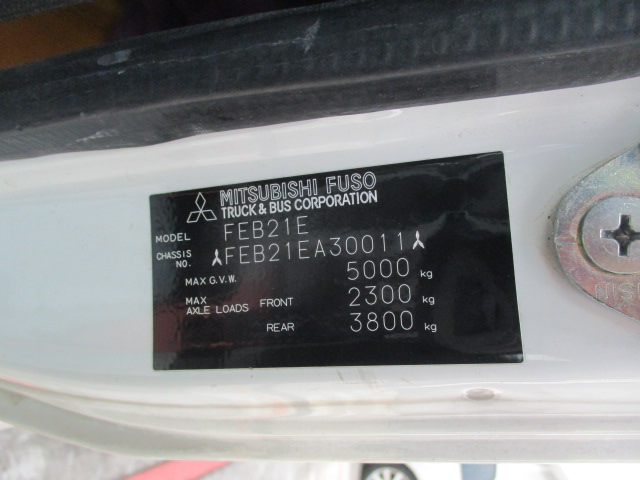 MITSUBISHI FUSO
TRUCK & BUS CORPORATION
MODEL FEB21E
CHASSIS NO. FEB21EA30011
MAX G.V.W. 5000 kg
MAX AXLE LOADS FRONT 2300 kg
REAR 3800 kg